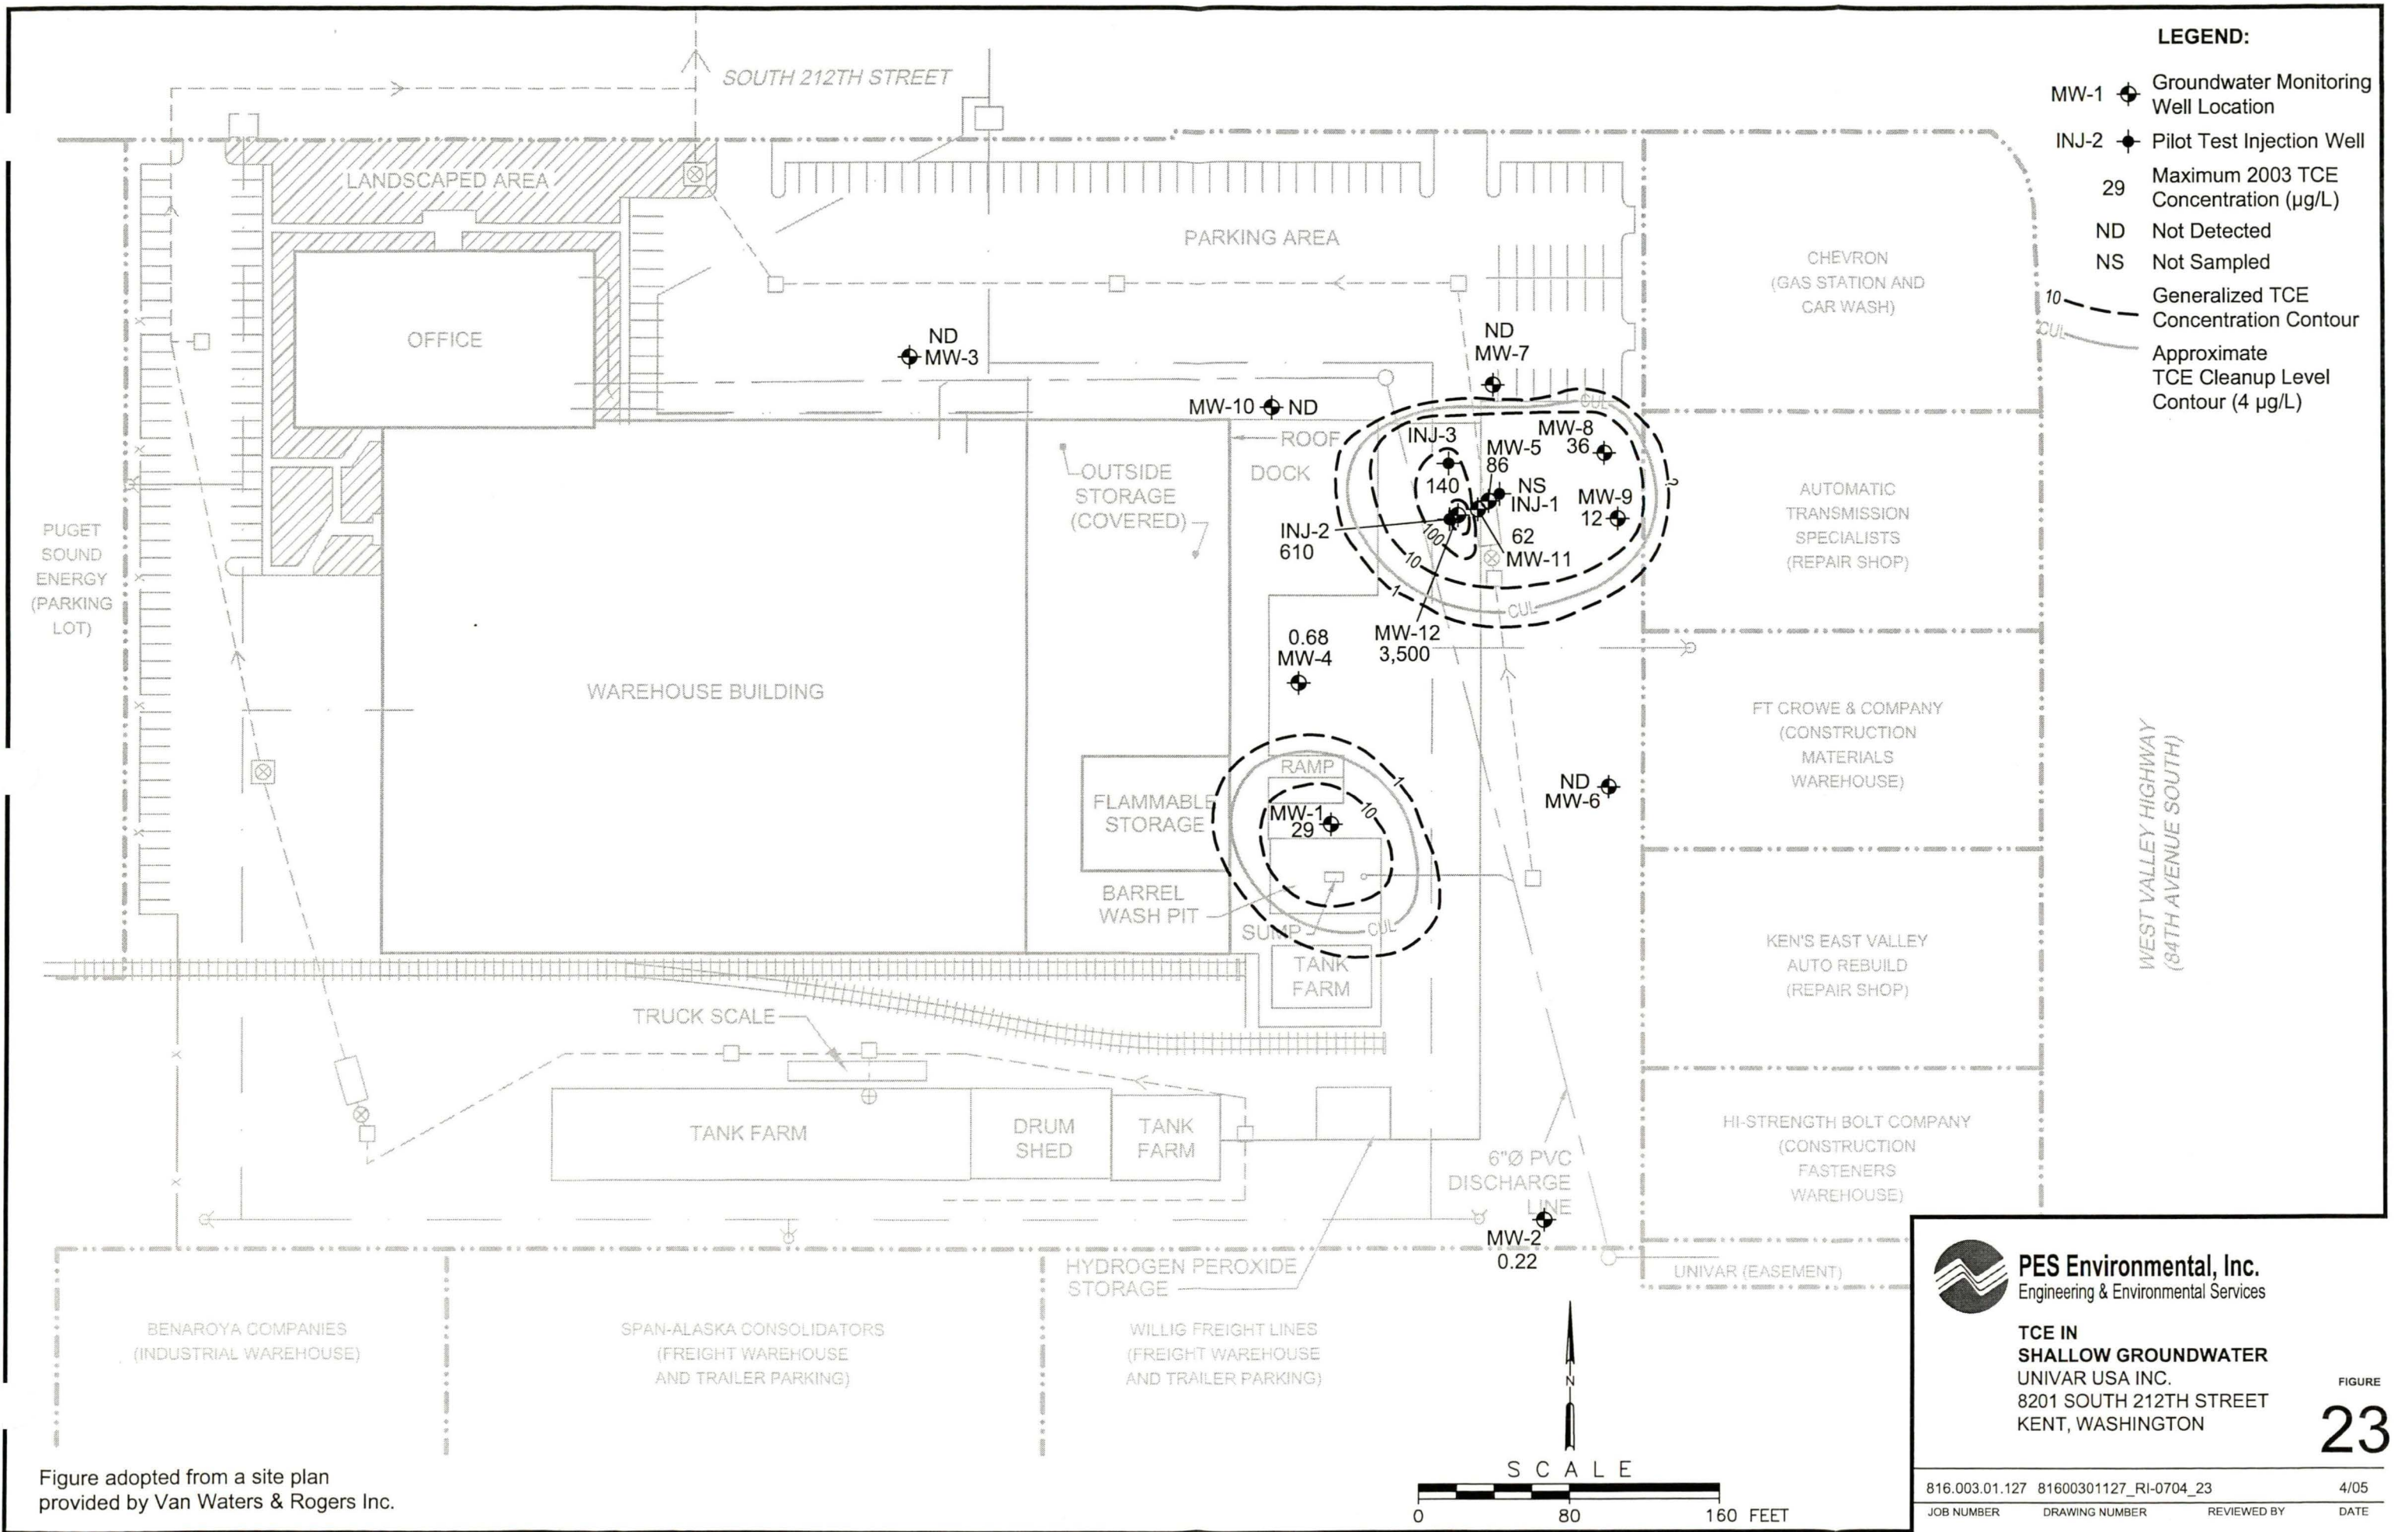 LEGEND:
MW-1 Groundwater Monitoring
Well Location
INJ-2 Pilot Test Injection Well
29 Maximum 2003 TCE
Concentration (µg/L)
ND Not Detected
NS Not Sampled
10 Generalized TCE
Concentration Contour
CUL Approximate
TCE Cleanup Level
Contour (4 µg/L)
SOUTH 212TH STREET
LANDSCAPED AREA
PARKING AREA
OFFICE
CHEVRON
(GAS STATION AND
CAR WASH)
ND
MW-3
ND
MW-7
MW-10 ND
CUL
ROOF
DOCK
OUTSIDE
STORAGE
(COVERED)
INJ-3
MW-5
86
MW-8
36
140
NS
INJ-1
MW-9
12
?
INJ-2
610
100
62
MW-11
10
1
CUL
MW-12
3,500
AUTOMATIC
TRANSMISSION
SPECIALISTS
(REPAIR SHOP)
PUGET
SOUND
ENERGY
(PARKING
LOT)
0.68
MW-4
WAREHOUSE BUILDING
FT CROWE & COMPANY
(CONSTRUCTION
MATERIALS
WAREHOUSE)
WEST VALLEY HIGHWAY
(84TH AVENUE SOUTH)
RAMP
1
10
MW-1
29
FLAMMABLE
STORAGE
ND
MW-6
BARREL
WASH PIT
SUMP
CUL
TANK
FARM
KEN'S EAST VALLEY
AUTO REBUILD
(REPAIR SHOP)
TRUCK SCALE
TANK FARM
DRUM
SHED
TANK
FARM
HI-STRENGTH BOLT COMPANY
(CONSTRUCTION
FASTENERS
WAREHOUSE)
6"Ø PVC
DISCHARGE
LINE
MW-2
0.22
HYDROGEN PEROXIDE
STORAGE
UNIVAR (EASEMENT)
BENAROYA COMPANIES
(INDUSTRIAL WAREHOUSE)
SPAN-ALASKA CONSOLIDATORS
(FREIGHT WAREHOUSE
AND TRAILER PARKING)
WILLIG FREIGHT LINES
(FREIGHT WAREHOUSE
AND TRAILER PARKING)
N
SCALE
0 80 160 FEET
Figure adopted from a site plan
provided by Van Waters & Rogers Inc.
PES Environmental, Inc.
Engineering & Environmental Services
TCE IN
SHALLOW GROUNDWATER
UNIVAR USA INC.
8201 SOUTH 212TH STREET
KENT, WASHINGTON
FIGURE
23
816.003.01.127 81600301127_RI-0704_23 4/05
JOB NUMBER DRAWING NUMBER REVIEWED BY DATE